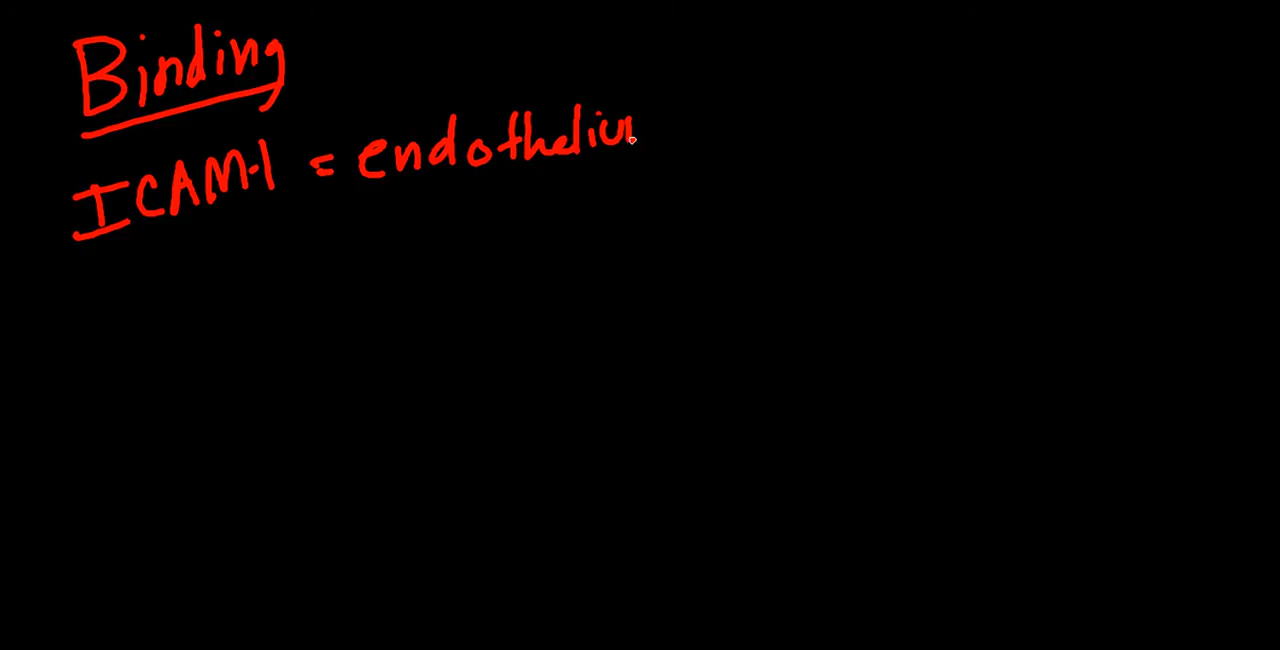 Binding
ICAM-1 = endotheliu